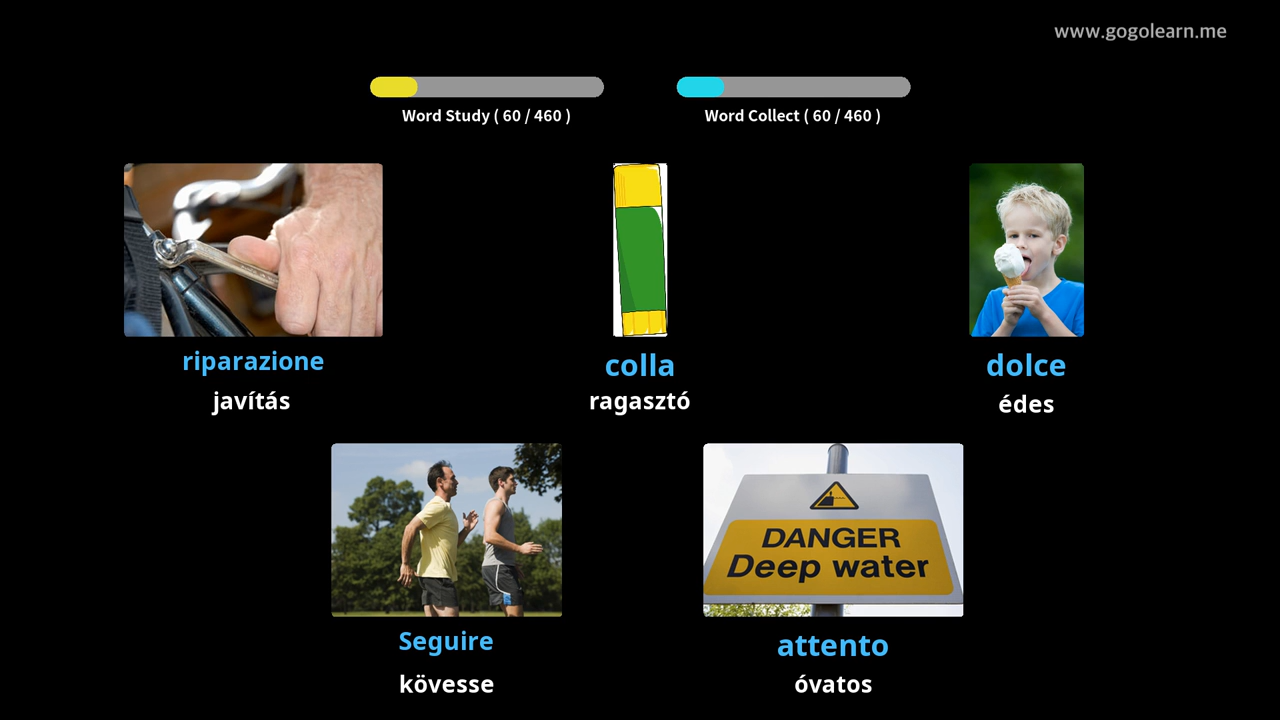 www.gogolearn.me
Word Study ( 60 / 460 )
Word Collect ( 60 / 460 )
riparazione
javítás
colla
ragasztó
dolce
édes
DANGER
Deep water
Seguire
kövesse
attento
óvatos